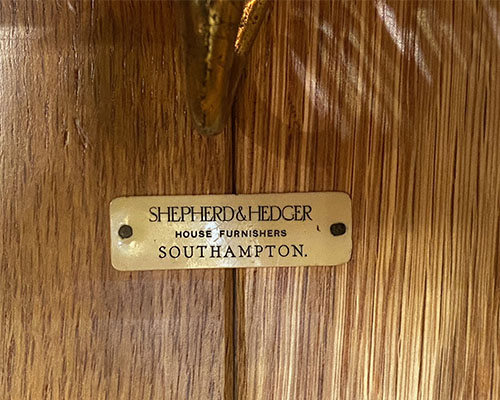 SHEPHERD & HEDGER
HOUSE FURNISHERS
SOUTHAMPTON.